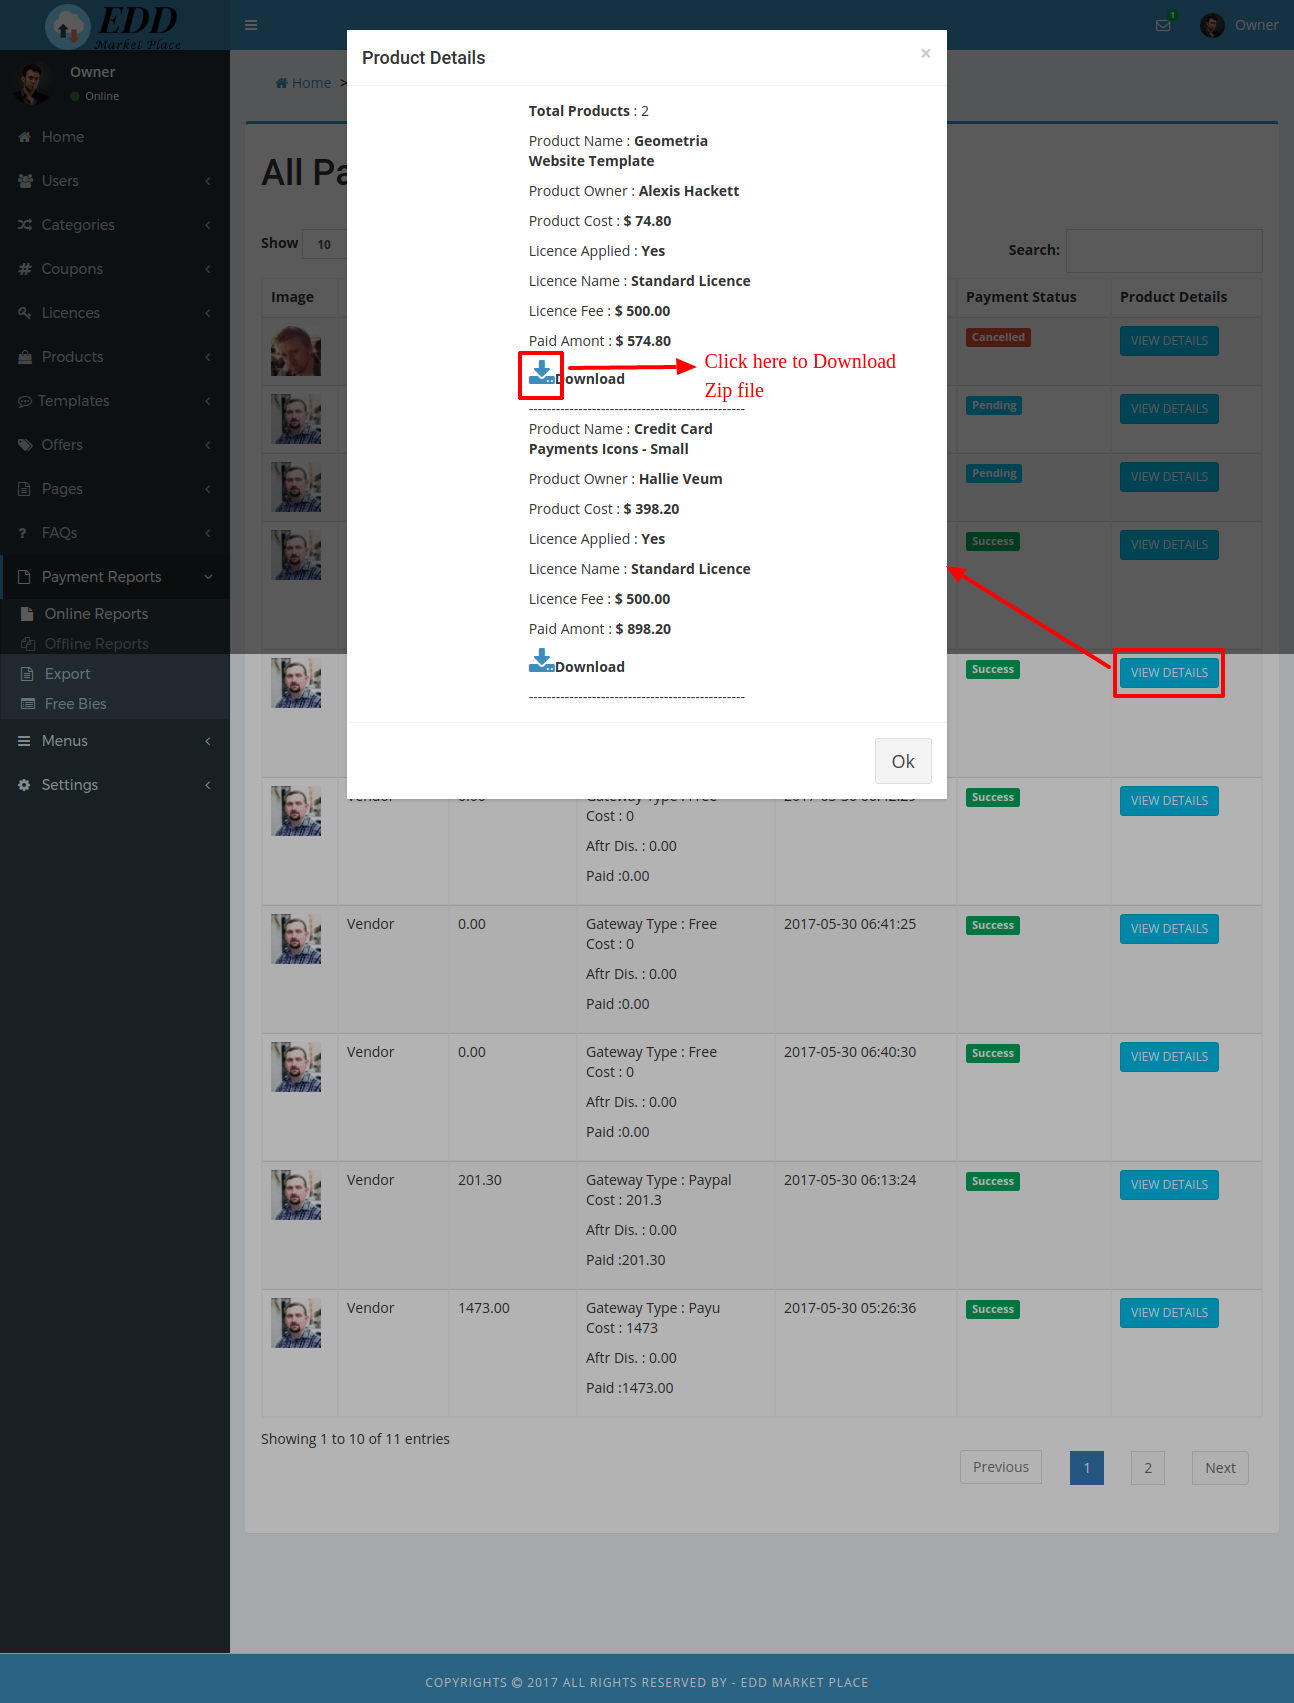 EDD
Market Place
1
Owner
Owner
Online
Home
Users
Categories
Coupons
Licences
Products
Templates
Offers
Pages
FAQs
Payment Reports
Online Reports
Offline Reports
Export
Free Bies
Menus
Settings
Home >
All Pa
Show 10
Search:
Image
Payment Status
Product Details
Cancelled
VIEW DETAILS
Pending
VIEW DETAILS
Pending
VIEW DETAILS
Success
VIEW DETAILS
Success
VIEW DETAILS
Product Details
×
Total Products : 2
Product Name : Geometria
Website Template
Product Owner : Alexis Hackett
Product Cost : $ 74.80
Licence Applied : Yes
Licence Name : Standard Licence
Licence Fee : $ 500.00
Paid Amont : $ 574.80
Download
Click here to Download
Zip file
------------------------------------------------
Product Name : Credit Card
Payments Icons - Small
Product Owner : Hallie Veum
Product Cost : $ 398.20
Licence Applied : Yes
Licence Name : Standard Licence
Licence Fee : $ 500.00
Paid Amont : $ 898.20
Download
------------------------------------------------
Ok
Vendor 0.00 Gateway Type : Free 2017-05-30 06:42:29 Success VIEW DETAILS
Cost : 0
Aftr Dis. : 0.00
Paid :0.00
Vendor 0.00 Gateway Type : Free 2017-05-30 06:41:25 Success VIEW DETAILS
Cost : 0
Aftr Dis. : 0.00
Paid :0.00
Vendor 0.00 Gateway Type : Free 2017-05-30 06:40:30 Success VIEW DETAILS
Cost : 0
Aftr Dis. : 0.00
Paid :0.00
Vendor 201.30 Gateway Type : Paypal 2017-05-30 06:13:24 Success VIEW DETAILS
Cost : 201.3
Aftr Dis. : 0.00
Paid :201.30
Vendor 1473.00 Gateway Type : Payu 2017-05-30 05:26:36 Success VIEW DETAILS
Cost : 1473
Aftr Dis. : 0.00
Paid :1473.00
Showing 1 to 10 of 11 entries
Previous 1 2 Next
COPYRIGHTS © 2017 ALL RIGHTS RESERVED BY - EDD MARKET PLACE